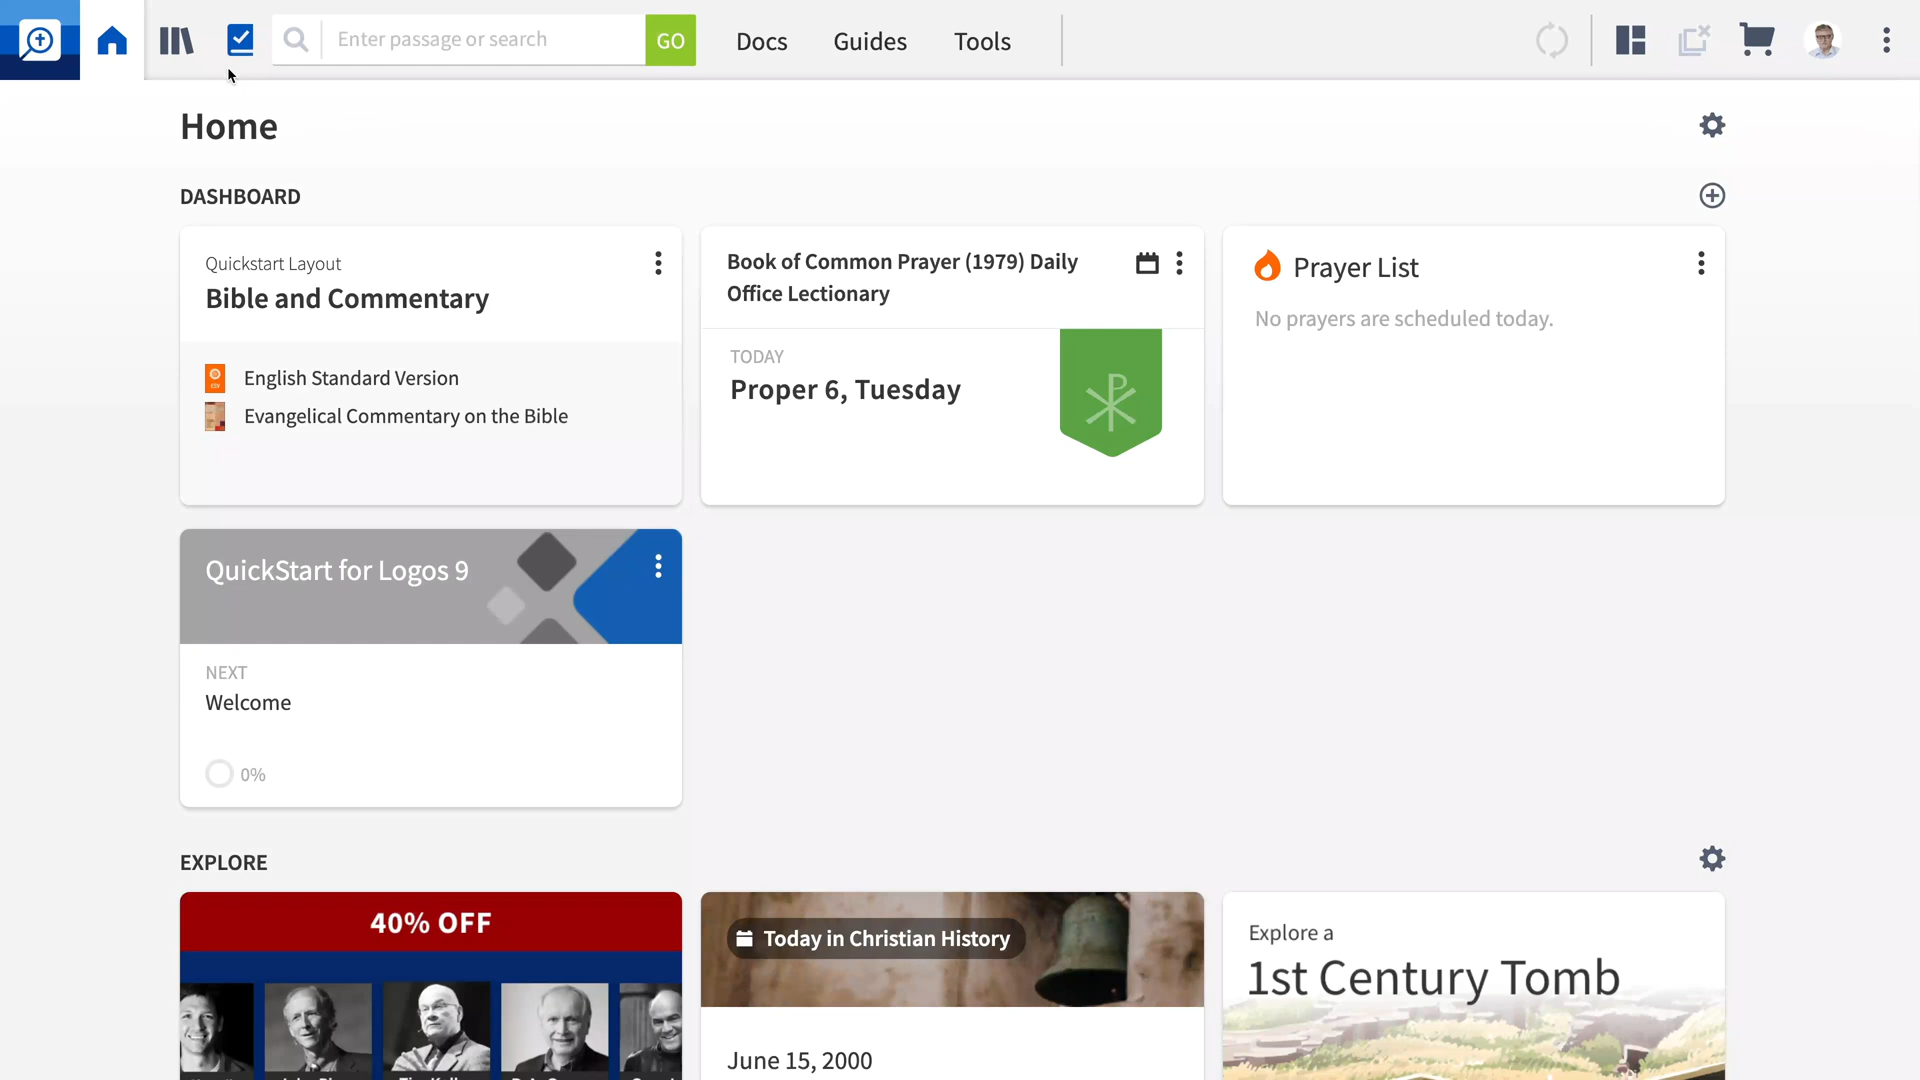 Enter passage or search
GO
Docs
Guides
Tools
Home
DASHBOARD
Quickstart Layout
Bible and Commentary
English Standard Version
Evangelical Commentary on the Bible
Book of Common Prayer (1979) Daily
Office Lectionary
TODAY
Proper 6, Tuesday
Prayer List
No prayers are scheduled today.
QuickStart for Logos 9
NEXT
Welcome
0%
EXPLORE
40% OFF
Today in Christian History
June 15, 2000
Explore a
1st Century Tomb